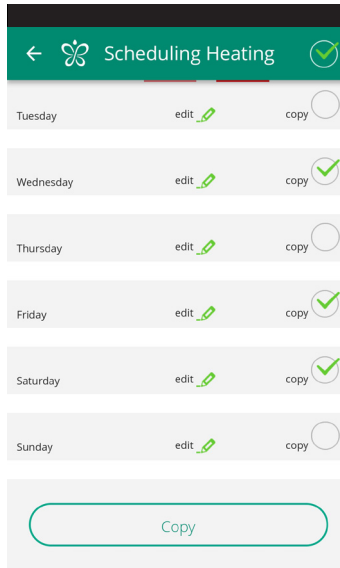 Scheduling Heating
Tuesday edit copy
Wednesday edit copy
Thursday edit copy
Friday edit copy
Saturday edit copy
Sunday edit copy
Copy